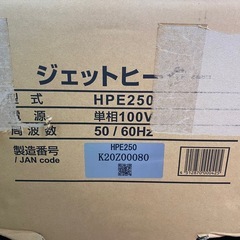 ジェットヒー
型式 HPE250
電源 単相100V
周波数 50/60Hz
製造番号
/JAN code
HPE250
K20Z00080